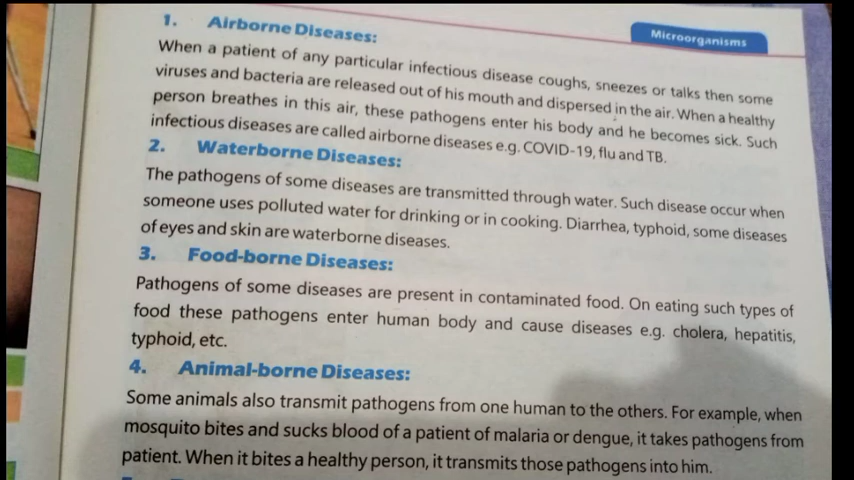 Microorganisms
1. Airborne Diseases:
When a patient of any particular infectious disease coughs, sneezes or talks then some
viruses and bacteria are released out of his mouth and dispersed in the air. When a healthy
person breathes in this air, these pathogens enter his body and he becomes sick. Such
infectious diseases are called airborne diseases e.g. COVID-19, flu and TB.
2. Waterborne Diseases:
The pathogens of some diseases are transmitted through water. Such disease occur when
someone uses polluted water for drinking or in cooking. Diarrhea, typhoid, some diseases
of eyes and skin are waterborne diseases.
3. Food-borne Diseases:
Pathogens of some diseases are present in contaminated food. On eating such types of
food these pathogens enter human body and cause diseases e.g. cholera, hepatitis,
typhoid, etc.
4. Animal-borne Diseases:
Some animals also transmit pathogens from one human to the others. For example, when
mosquito bites and sucks blood of a patient of malaria or dengue, it takes pathogens from
patient. When it bites a healthy person, it transmits those pathogens into him.